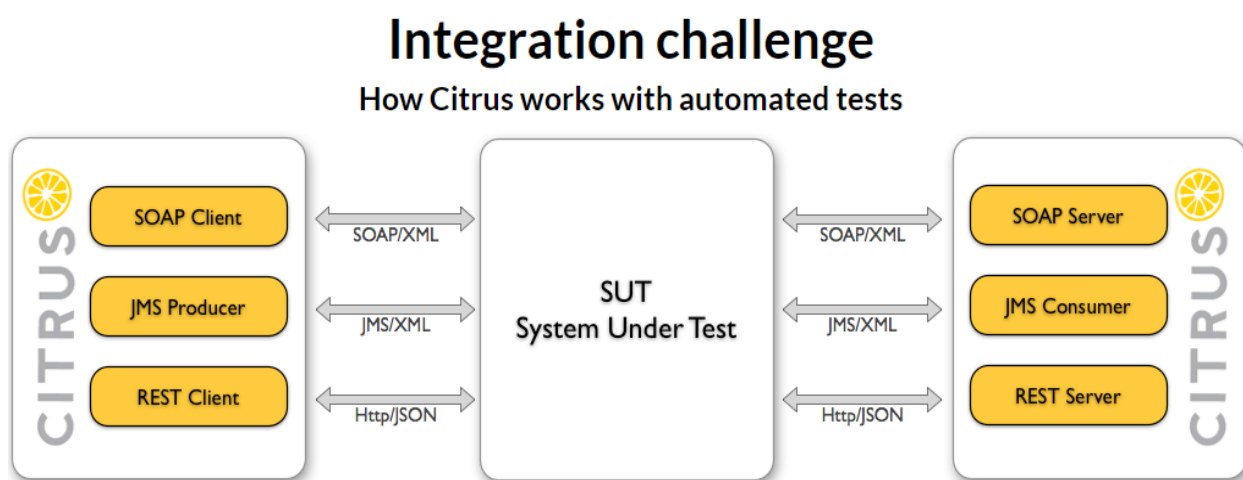 Integration challenge
How Citrus works with automated tests
CITRUS
SOAP Client
JMS Producer
REST Client
SOAP/XML
JMS/XML
Http/JSON
SUT
System Under Test
SOAP/XML
JMS/XML
Http/JSON
SOAP Server
JMS Consumer
REST Server
CITRUS